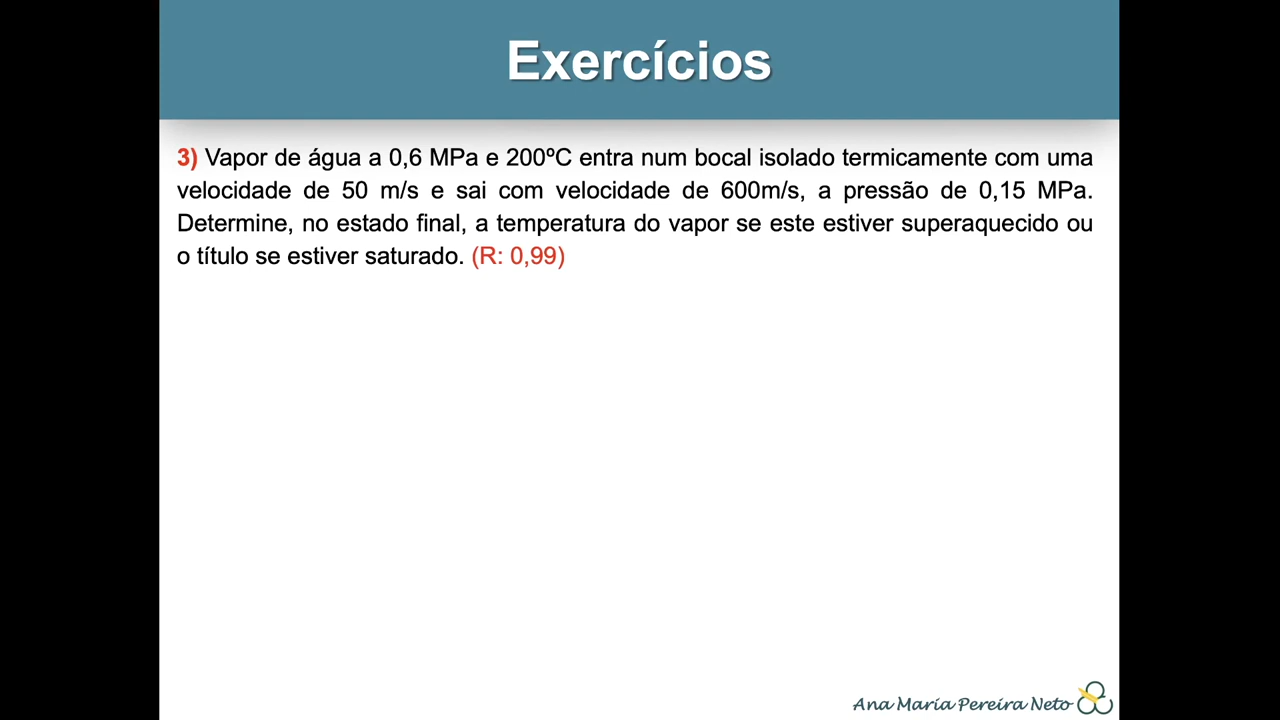 Exercícios
3) Vapor de água a 0,6 MPa e 200ºC entra num bocal isolado termicamente com uma
velocidade de 50 m/s e sai com velocidade de 600m/s, a pressão de 0,15 MPa.
Determine, no estado final, a temperatura do vapor se este estiver superaquecido ou
o título se estiver saturado. (R: 0,99)
Ana Maria Pereira Neto